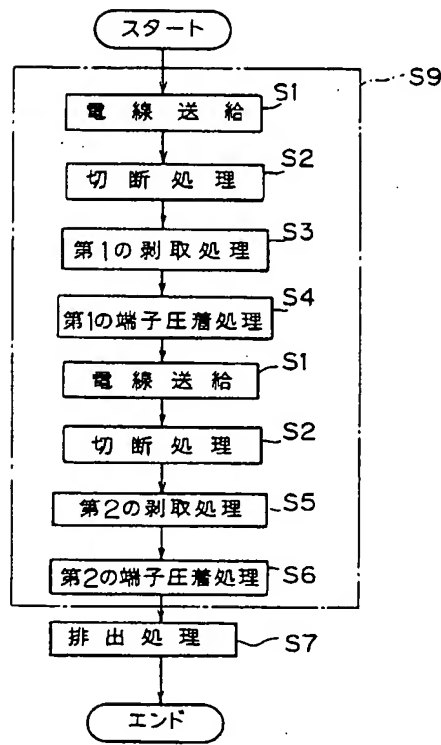 スタート
S9
電線送給 S1
切断処理 S2
第1の剥取処理 S3
第1の端子圧着処理 S4
電線送給 S1
切断処理 S2
第2の剥取処理 S5
第2の端子圧着処理 S6
排出処理 S7
エンド